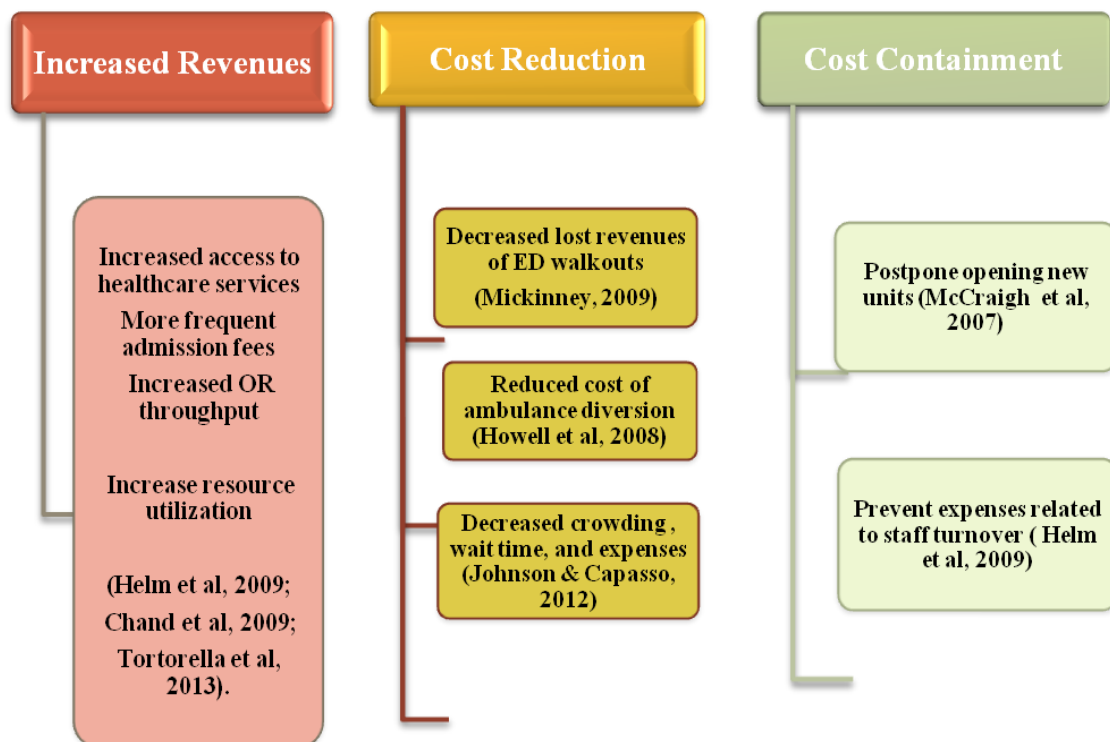 Increased Revenues
Increased access to
healthcare services
More frequent
admission fees
Increased OR
throughput
Increase resource
utilization
(Helm et al, 2009;
Chand et al, 2009;
Tortorella et al,
2013).
Cost Reduction
Decreased lost revenues
of ED walkouts
(Mickinney, 2009)
Reduced cost of
ambulance diversion
(Howell et al, 2008)
Decreased crowding ,
wait time, and expenses
(Johnson & Capasso,
2012)
Cost Containment
Postpone opening new
units (McCraigh et al,
2007)
Prevent expenses related
to staff turnover ( Helm
et al, 2009)